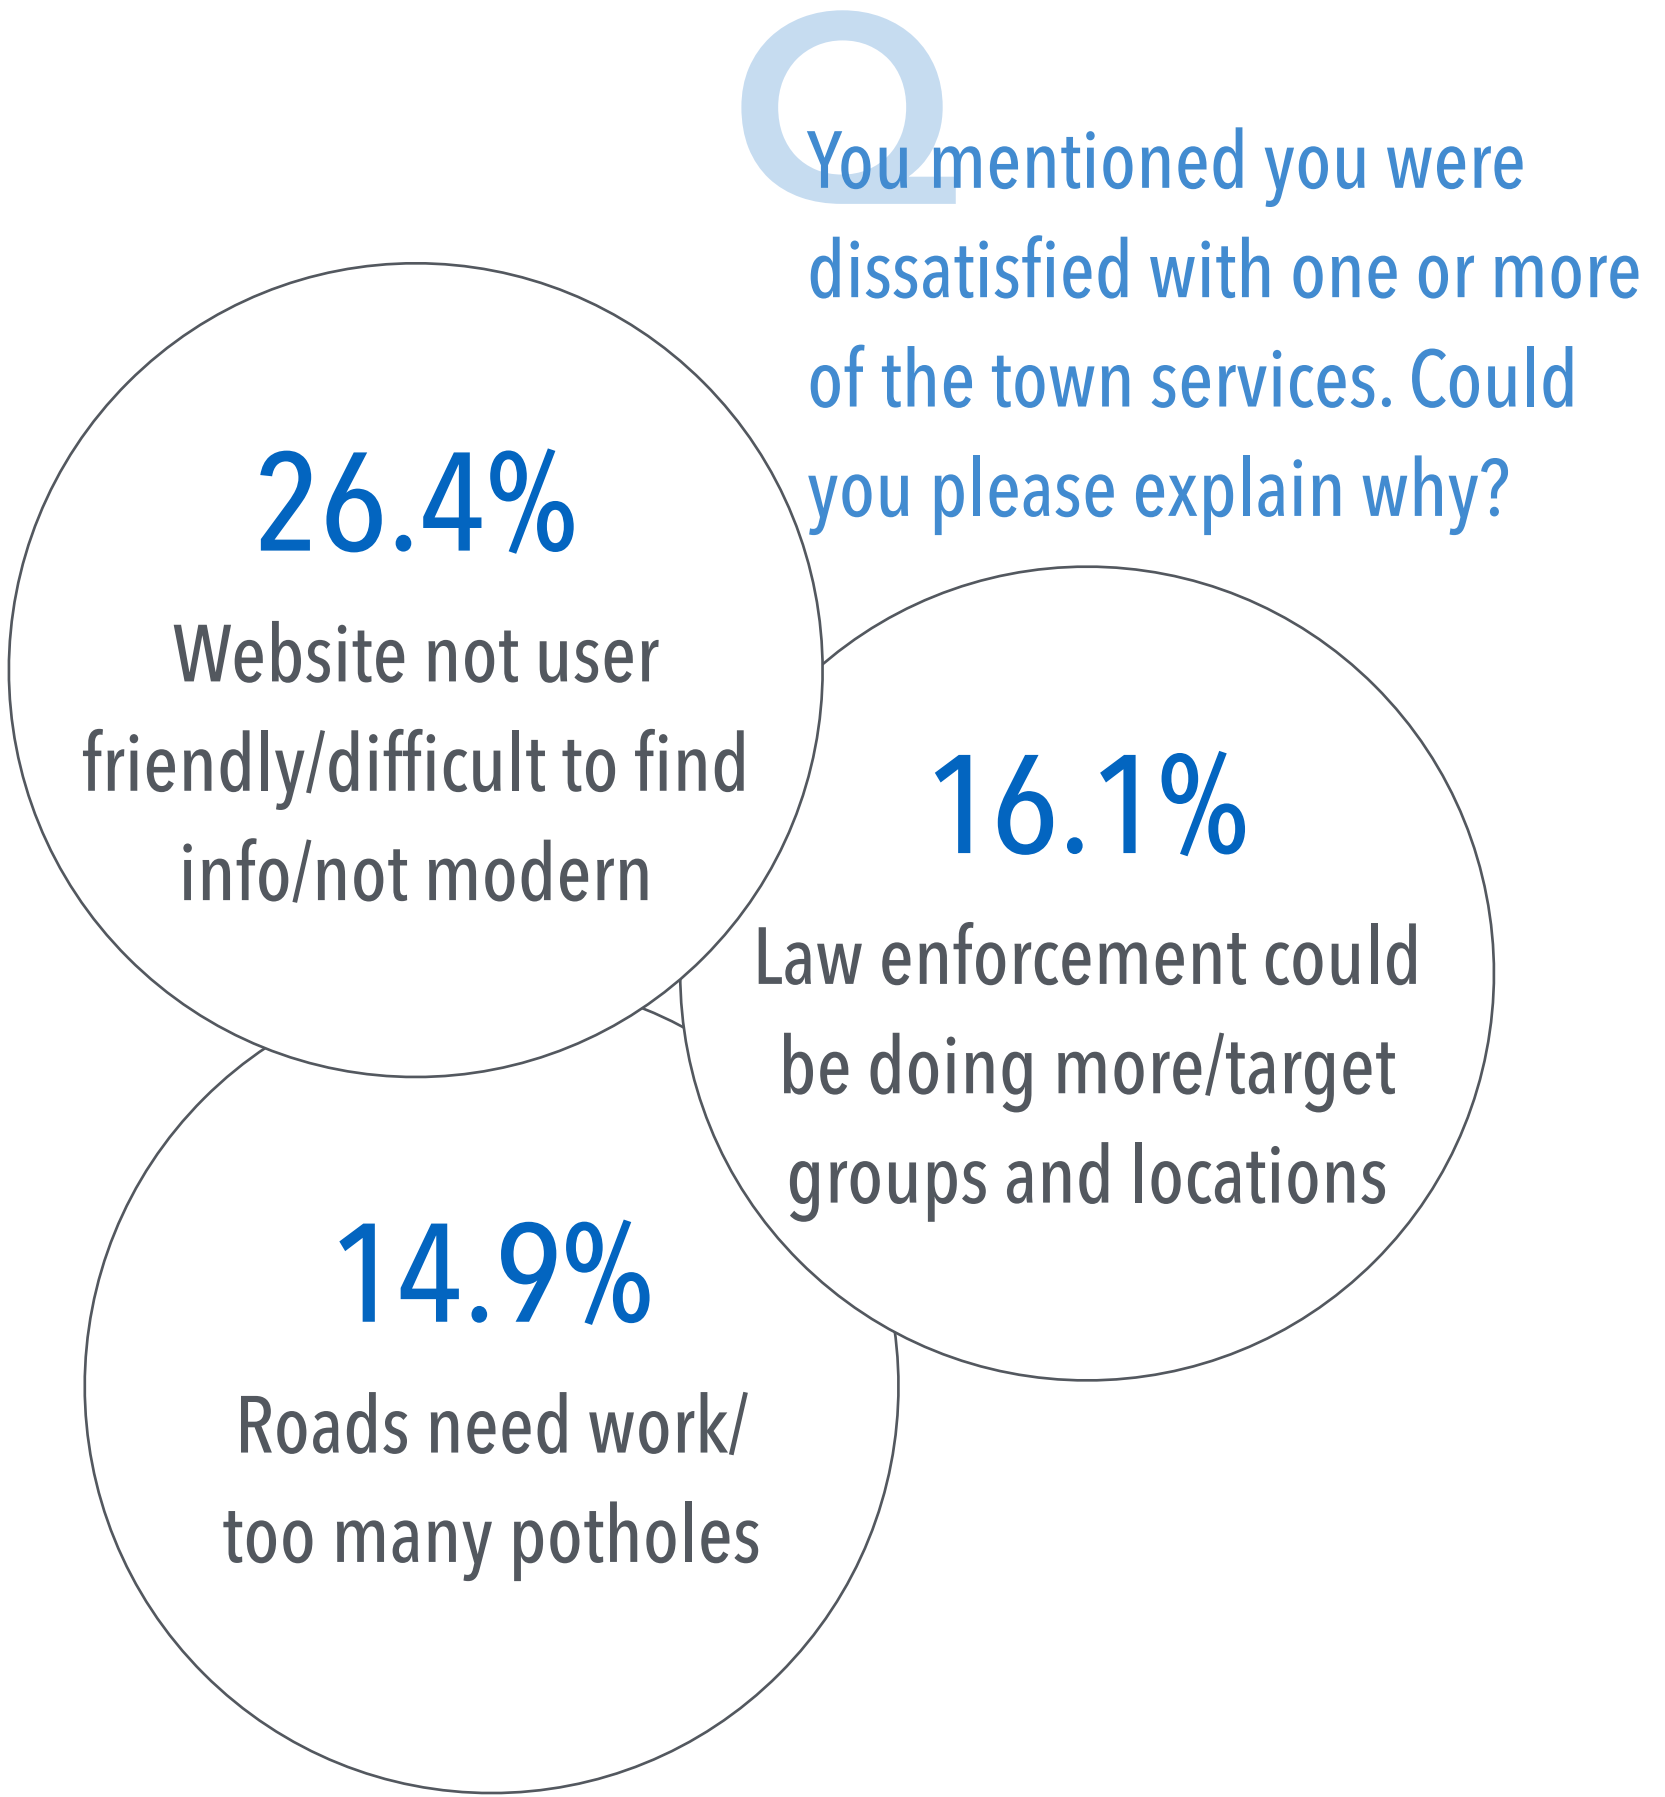 Q
You mentioned you were
dissatisfied with one or more
of the town services. Could
you please explain why?
26.4%
Website not user
friendly/difficult to find
info/not modern
16.1%
Law enforcement could
be doing more/target
groups and locations
14.9%
Roads need work/
too many potholes